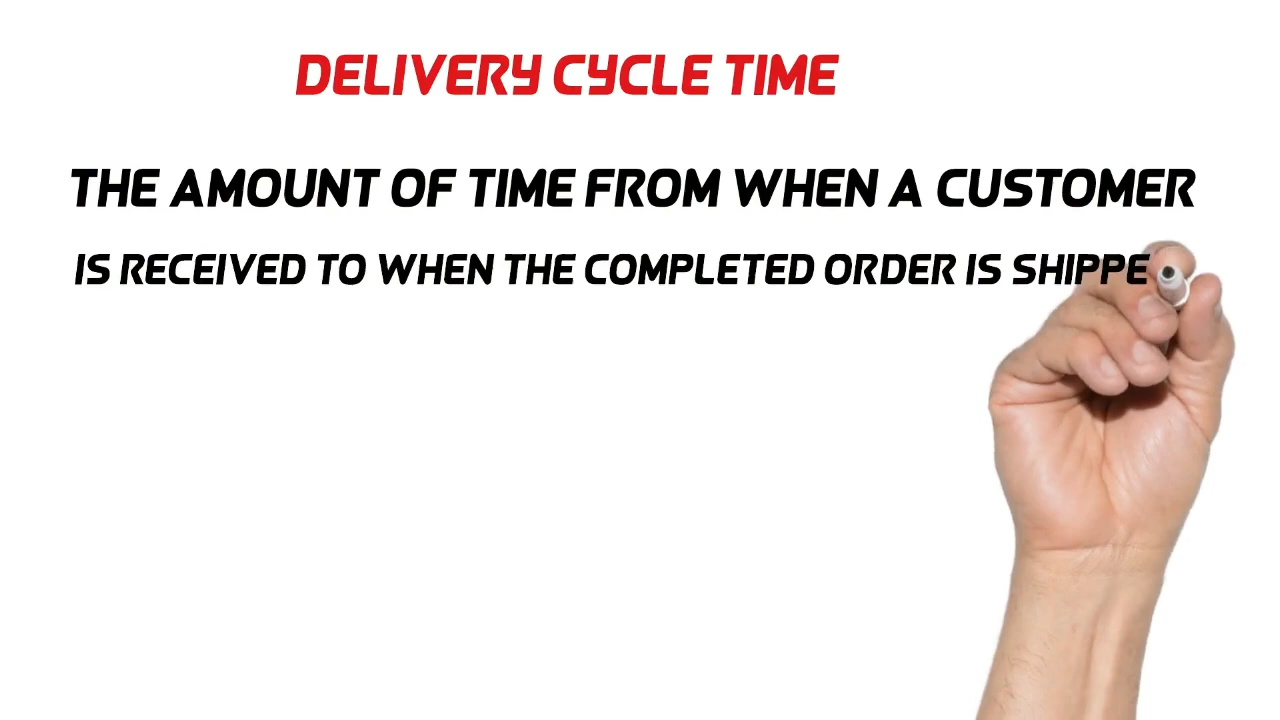 DELIVERY CYCLE TIME
THE AMOUNT OF TIME FROM WHEN A CUSTOMER
IS RECEIVED TO WHEN THE COMPLETED ORDER IS SHIPPE